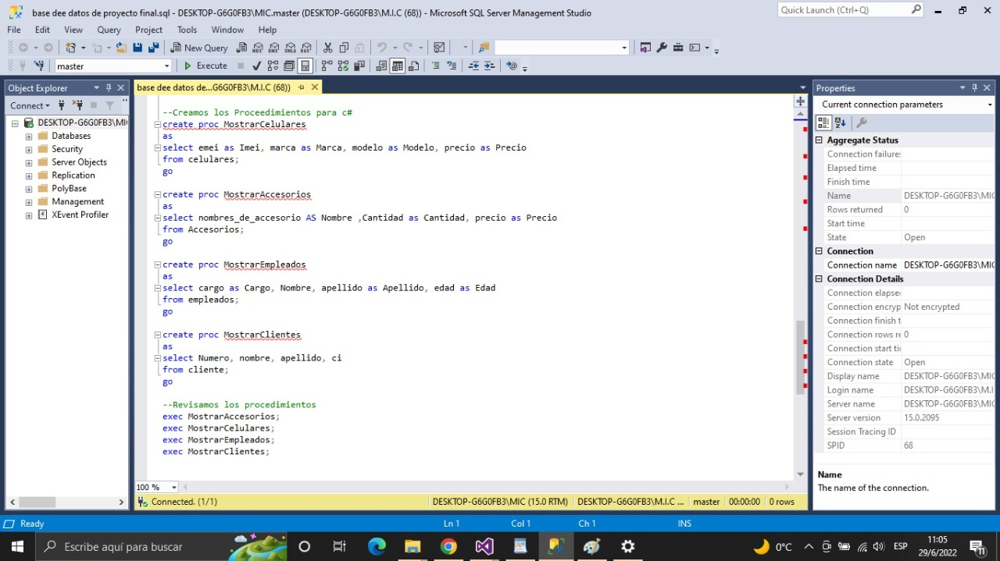 base dee datos de proyecto final.sql - DESKTOP-G6G0FB3\MIC.master (DESKTOP-G6G0FB3\M.I.C (68)) - Microsoft SQL Server Management Studio
Quick Launch (Ctrl+Q)
File Edit View Query Project Tools Window Help
New Query
master
Execute
Object Explorer
Connect
DESKTOP-G6G0FB3\MI
Databases
Security
Server Objects
Replication
PolyBase
Management
XEvent Profiler
base dee datos de...G6G0FB3\M.I.C (68))
--Creamos los Proceedimientos para c#
create proc MostrarCelulares
as
select emei as Imei, marca as Marca, modelo as Modelo, precio as Precio
from celulares;
go
create proc MostrarAccesorios
as
select nombres_de_accesorio AS Nombre ,Cantidad as Cantidad, precio as Precio
from Accesorios;
go
create proc MostrarEmpleados
as
select cargo as Cargo, Nombre, apellido as Apellido, edad as Edad
from empleados;
go
create proc MostrarClientes
as
select Numero, nombre, apellido, ci
from cliente;
go
--Revisamos los procedimientos
exec MostrarAccesorios;
exec MostrarCelulares;
exec MostrarEmpleados;
exec MostrarClientes;
100 %
Connected. (1/1)
DESKTOP-G6G0FB3\MIC (15.0 RTM) DESKTOP-G6G0FB3\M.I.C ... master 00:00:00 0 rows
Properties
Current connection parameters
Aggregate Status
Connection failure
Elapsed time
Finish time
Name DESKTOP-G6G0FB3\MIC
Rows returned 0
Start time
State Open
Connection
Connection name DESKTOP-G6G0FB3\MIC
Connection Details
Connection elapse
Connection encryp Not encrypted
Connection finish t
Connection rows re 0
Connection start ti
Connection state Open
Display name DESKTOP-G6G0FB3\MIC
Login name DESKTOP-G6G0FB3\M.I
Server name DESKTOP-G6G0FB3\MIC
Server version 15.0.2095
Session Tracing ID
SPID 68
Name
The name of the connection.
Ready
Ln 1 Col 1 Ch 1 INS
Escribe aquí para buscar
0°C
ESP
11:05
29/6/2022
11